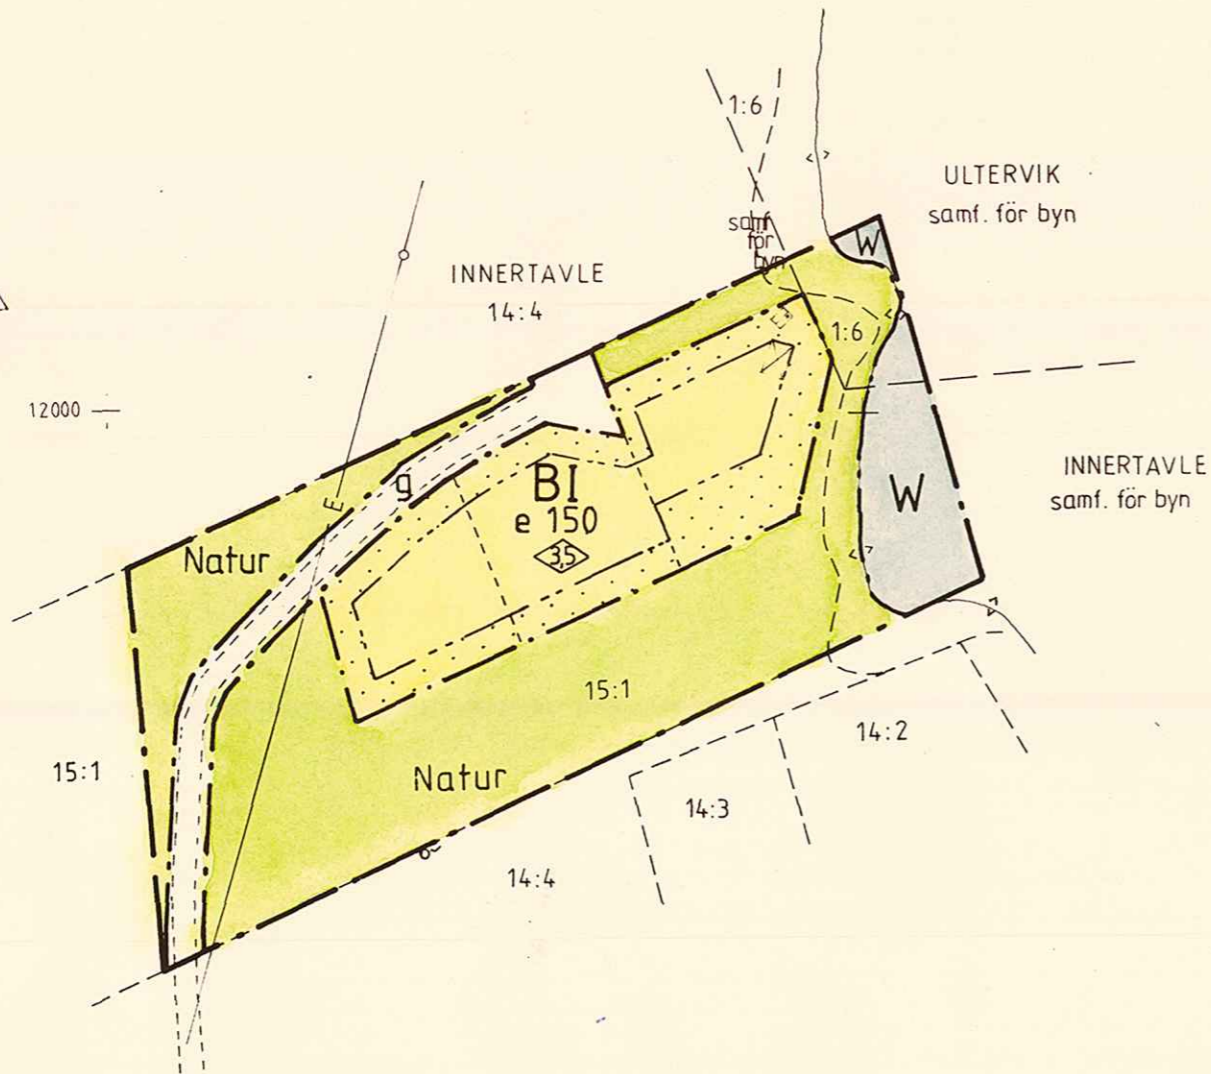 1:6
ULTERVIK
samf. för byn
samf
för
byn
W
INNERTAVLE
14:4
1:6
12000
INNERTAVLE
samf. för byn
g
BI
e 150
3,5
W
E
Natur
15:1
15:1
14:2
Natur
14:3
14:4